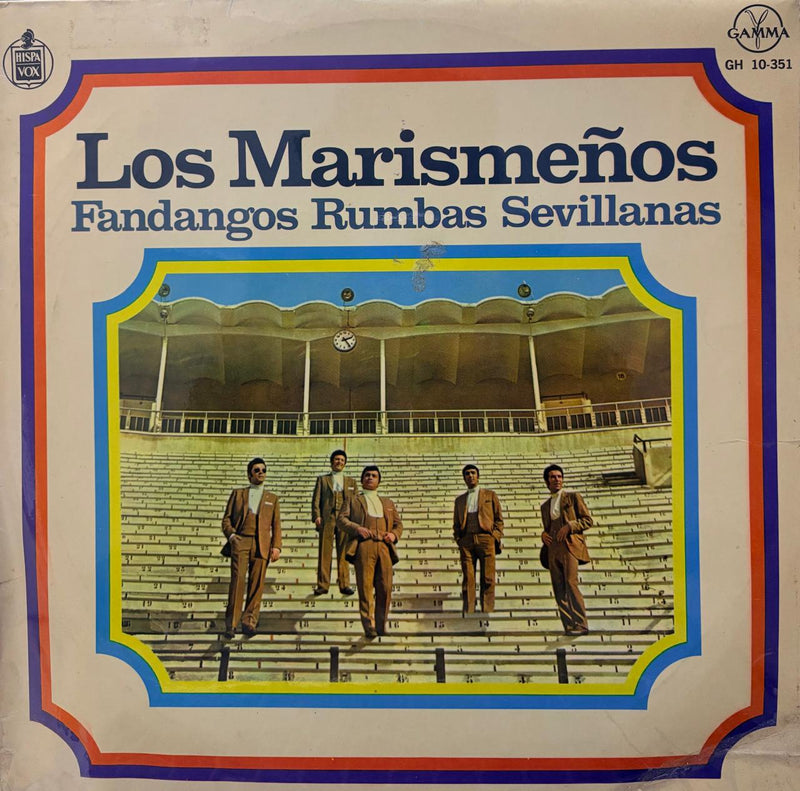 HISPA
VOX
GAMMA
GH 10-351
Los Marismeños
Fandangos Rumbas Sevillanas